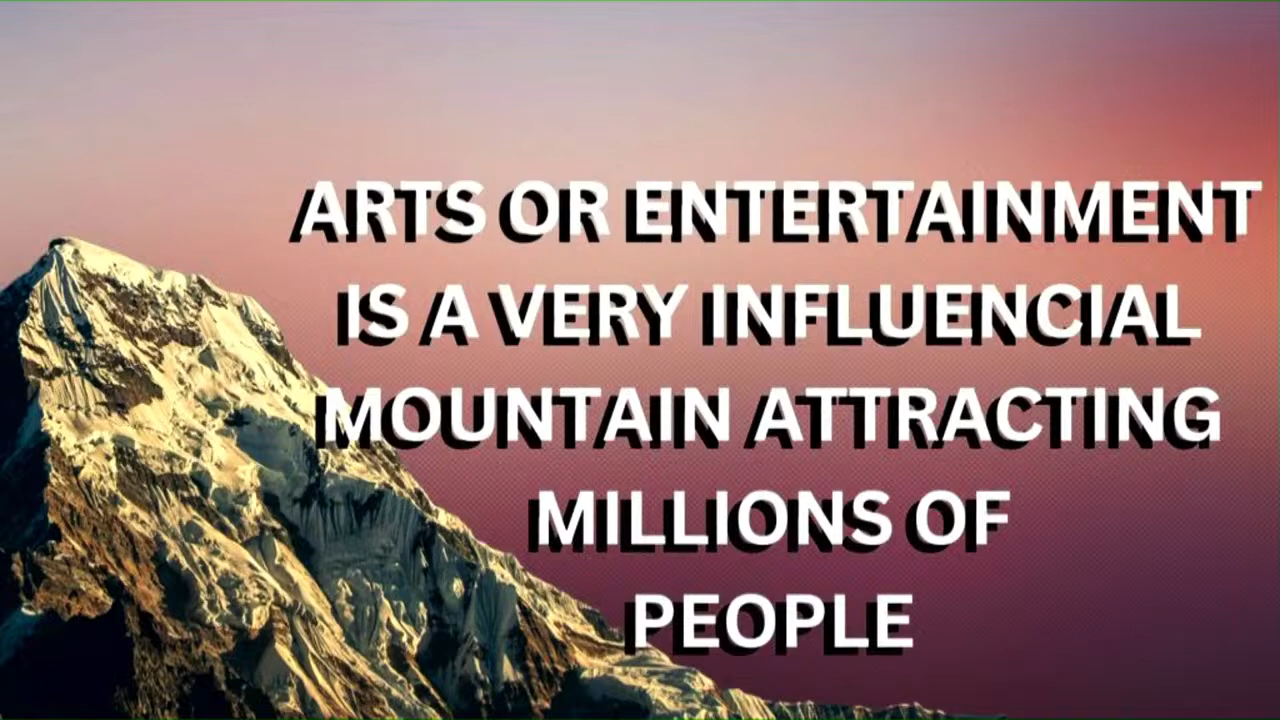 ARTS OR ENTERTAINMENT
IS A VERY INFLUENCIAL
MOUNTAIN ATTRACTING
MILLIONS OF
PEOPLE